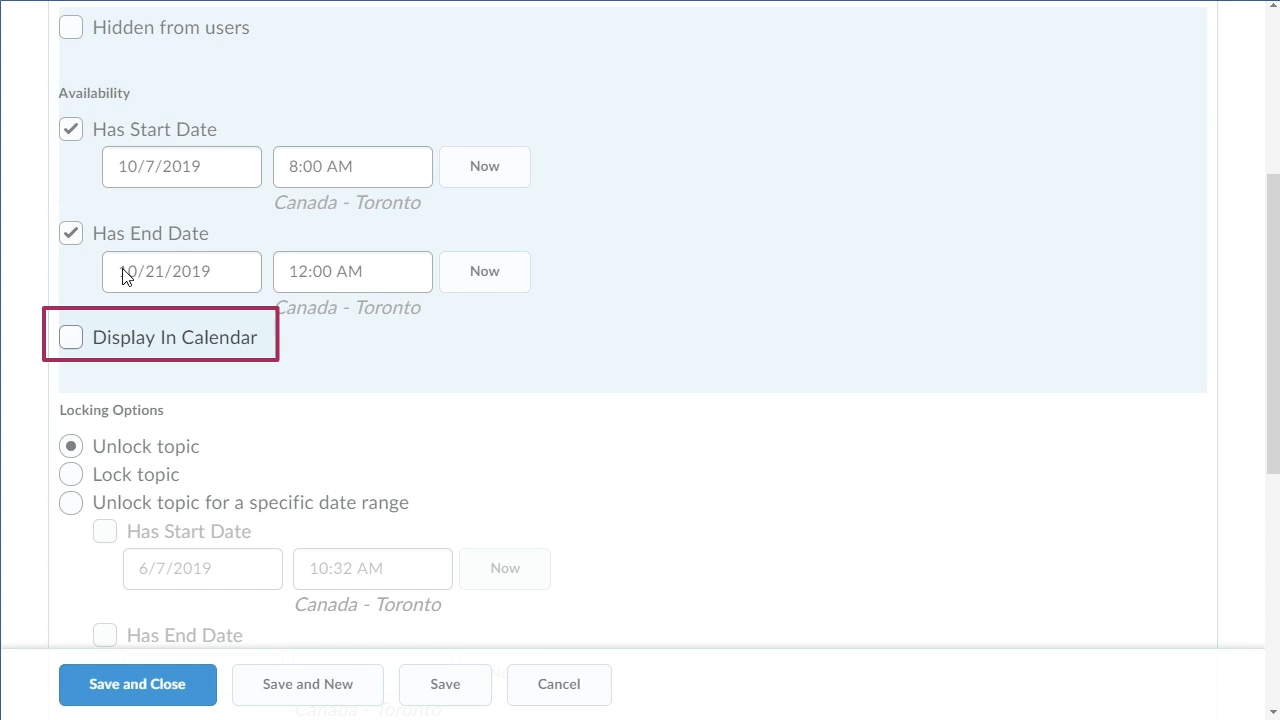 Hidden from users
Availability
Has Start Date
10/7/2019 8:00 AM Now
Canada - Toronto
Has End Date
10/21/2019 12:00 AM Now
Canada - Toronto
Display In Calendar
Locking Options
Unlock topic
Lock topic
Unlock topic for a specific date range
Has Start Date
6/7/2019 10:32 AM Now
Canada - Toronto
Has End Date
Save and Close Save and New Save Cancel
Canada - Toronto